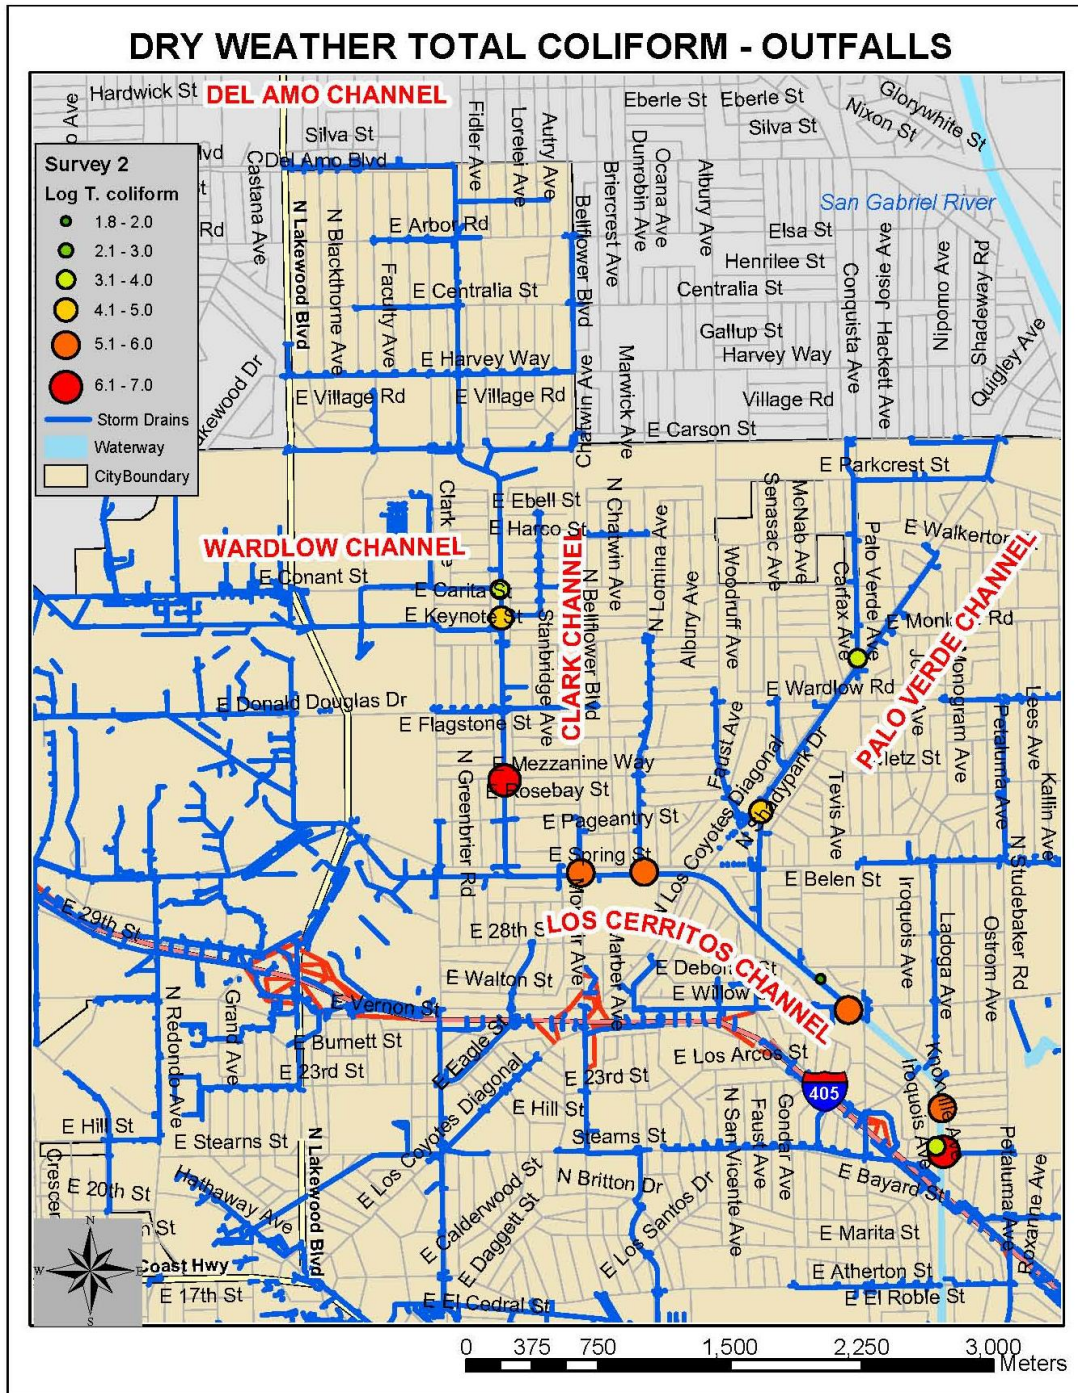 DRY WEATHER TOTAL COLIFORM - OUTFALLS
Hardwick St
DEL AMO CHANNEL
Fidler Ave
Lorelei Ave
Autry Ave
Eberle St
Eberle St
Glorywhite St
Nixon St
Silva St
Silva St
Del Amo Blvd
Survey 2
Log T. coliform
1.8 - 2.0
2.1 - 3.0
3.1 - 4.0
4.1 - 5.0
5.1 - 6.0
6.1 - 7.0
Storm Drains
Waterway
CityBoundary
Castana Ave
N Lakewood Blvd
N Blackthorne Ave
Faculty Ave
Bellflower Blvd
Briercrest Ave
Dunrobin Ave
Ocana Ave
Albury Ave
San Gabriel River
E Arbor Rd
Elsa St
Henrilee St
E Centralia St
Centralia St
Conquista Ave
Josie Ave
Hackett Ave
Nipomo Ave
Shadeway Rd
Quigley Ave
Gallup St
E Harvey Way
Harvey Way
E Village Rd
E Village Rd
Village Rd
Chatwin Ave
Marwick Ave
E Carson St
E Parkcrest St
E Ebell St
E Harco St
N Chatwin Ave
N Lomina Ave
Senasac Ave
McNab Ave
Palo Verde Ave
Carfax Ave
WARDLOW CHANNEL
CLARK CHANNEL
PALO VERDE CHANNEL
E Conant St
E Carita St
E Keynote St
Stanbridge Ave
N Bellflower Blvd
Albury Ave
Woodruff Ave
E Wardlow Rd
Monogram Ave
Lees Ave
Petaluma Ave
Kallin Ave
E Donald Douglas Dr
E Flagstone St
N Greenbrier Rd
E Mezzanine Way
E Rosebay St
E Pageantry St
Faust Ave
N Los Coyotes Diagonal
N Shadypark Dr
Tevis Ave
E Spring St
E Belen St
N Studebaker Rd
E 29th St
E Walton St
Marber Ave
LOS CERRITOS CHANNEL
Iroquois Ave
Ladoga Ave
Ostrom Ave
N Redondo Ave
Grand Ave
E Vernon St
E Burnett St
E 23rd St
E Eagle St
E 23rd St
E Los Arcos St
405
E Hill St
E Hill St
E Stearns St
Stearns St
E Los Coyotes Diagonal
N San Vicente Ave
Faust Ave
Gondar Ave
Iroquois Ave
E 20th St
Hathaway Ave
N Lakewood Blvd
E Calderwood St
E Daggett St
N Britton Dr
E Los Santos Dr
E Bayard St
Petaluma Ave
Roxanne Ave
E Marita St
E Atherton St
Coast Hwy
E 17th St
E El Cedral St
E El Roble St
N
W
E
S
0 375 750 1,500 2,250 3,000
Meters